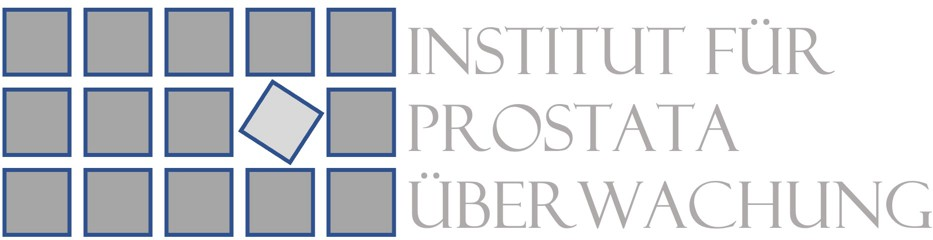 INSTITUT FÜR
PROSTATA
ÜBERWACHUNG